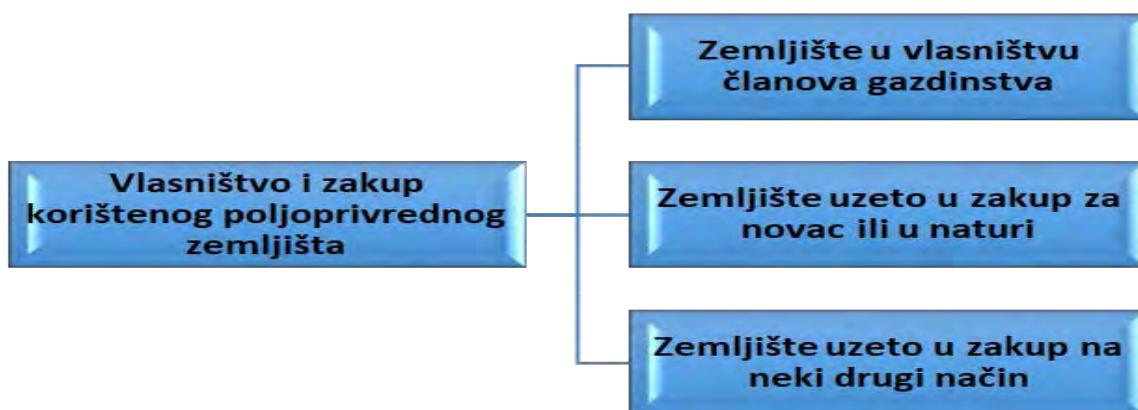 Vlasništvo i zakup
korištenog poljoprivrednog
zemljišta
Zemljište u vlasništvu
članova gazdinstva
Zemljište uzeto u zakup za
novac ili u naturi
Zemljište uzeto u zakup na
neki drugi način